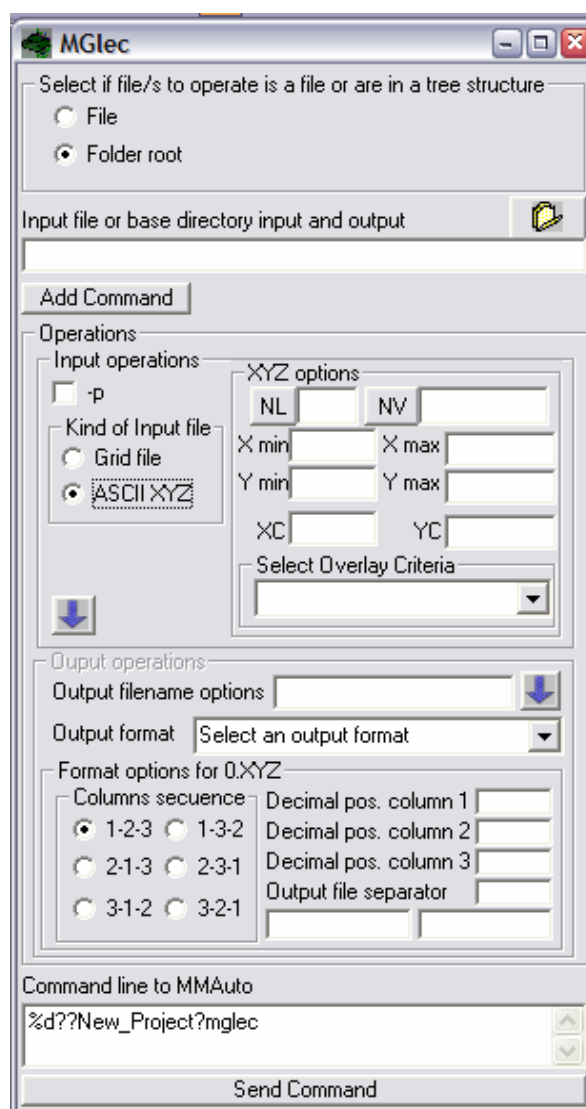 MGlec
Select if file/s to operate is a file or are in a tree structure
File
Folder root
Input file or base directory input and output
Add Command
Operations
Input operations
-p
Kind of Input file
Grid file
ASCII XYZ
XYZ options
NL NV
X min X max
Y min Y max
XC YC
Select Overlay Criteria
Ouput operations
Output filename options
Output format Select an output format
Format options for 0.XYZ
Columns secuence
1-2-3 1-3-2
2-1-3 2-3-1
3-1-2 3-2-1
Decimal pos. column 1
Decimal pos. column 2
Decimal pos. column 3
Output file separator
Command line to MMAuto
%d??New_Project?mglec
Send Command